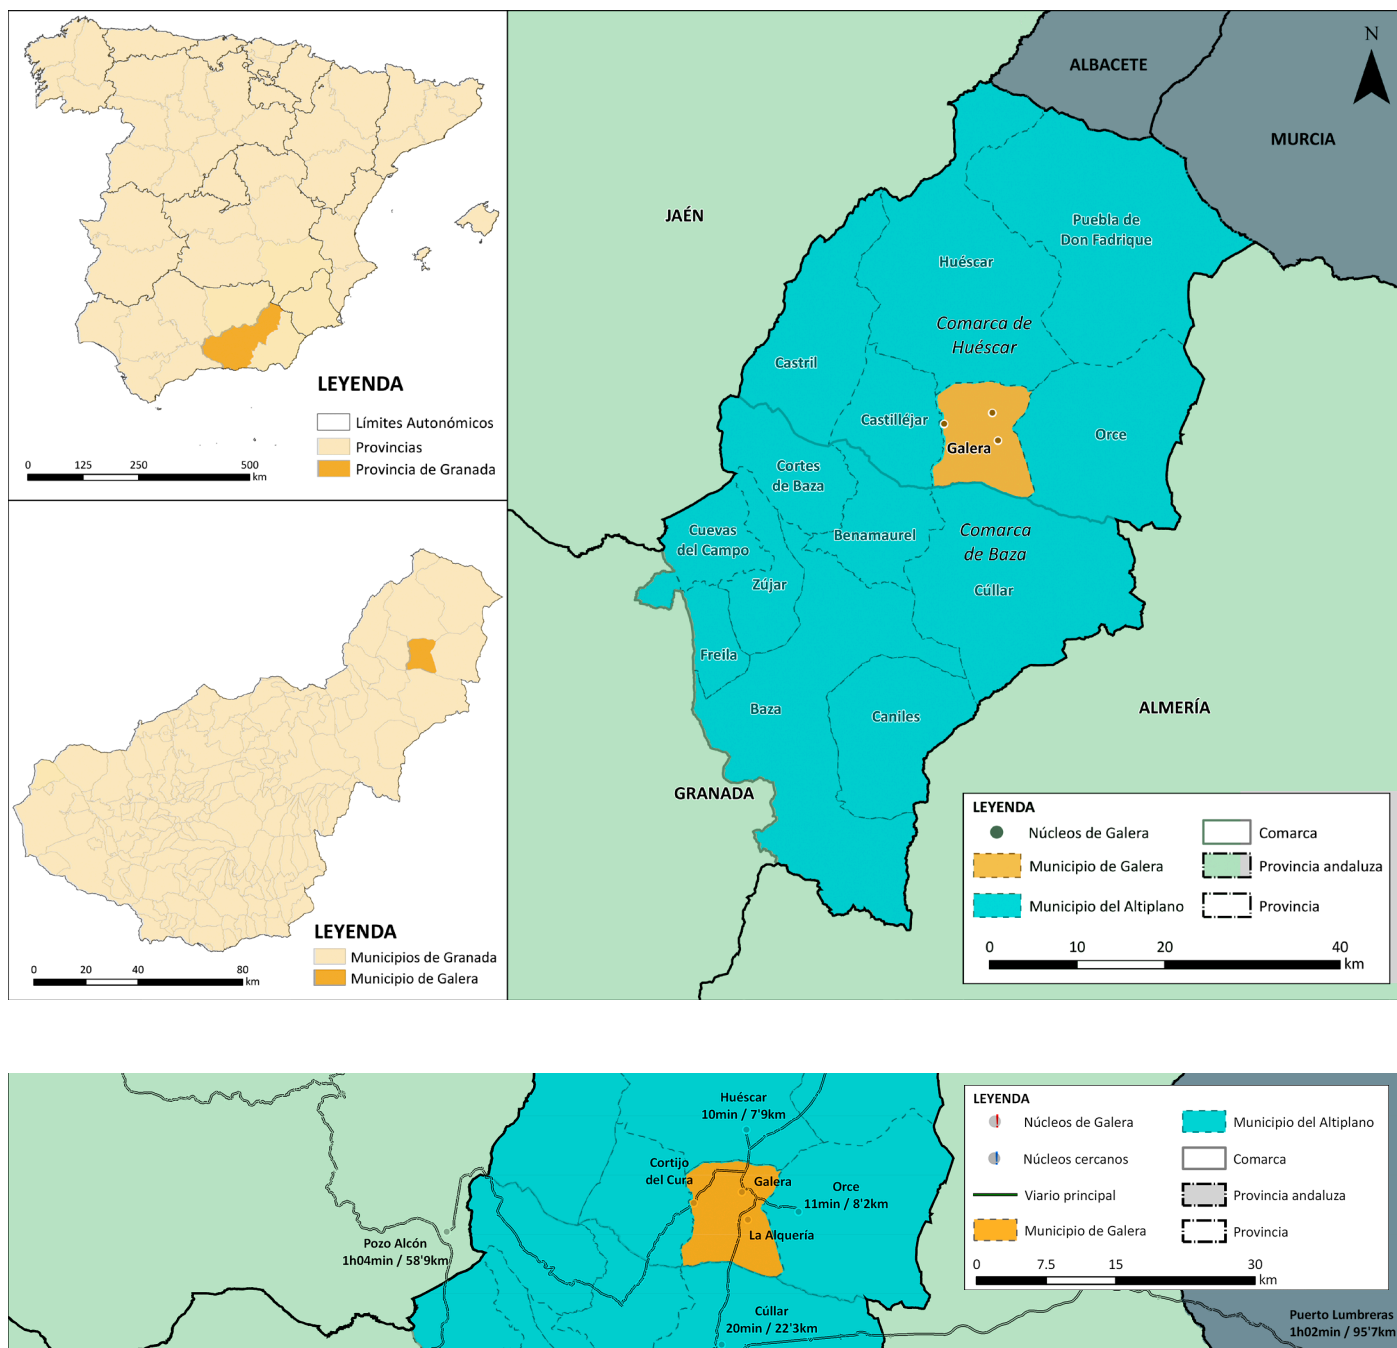 LEYENDA
Límites Autonómicos
Provincias
Provincia de Granada
0 125 250 500
km
LEYENDA
Municipios de Granada
Municipio de Galera
0 20 40 80
km
N
ALBACETE
MURCIA
JAÉN
Puebla de
Don Fadrique
Huéscar
Comarca de
Huéscar
Castril
Castilléjar
Galera
Orce
Cortes
de Baza
Cuevas
del Campo
Benamaurel
Comarca
de Baza
Zújar
Cúllar
Freila
Baza
Caniles
ALMERÍA
GRANADA
LEYENDA
Núcleos de Galera
Municipio de Galera
Municipio del Altiplano
Comarca
Provincia andaluza
Provincia
0 10 20 40
km
Huéscar
10min / 7'9km
Cortijo
del Cura
Galera
Orce
11min / 8'2km
La Alquería
Pozo Alcón
1h04min / 58'9km
Cúllar
20min / 22'3km
LEYENDA
Núcleos de Galera
Núcleos cercanos
Viario principal
Municipio de Galera
Municipio del Altiplano
Comarca
Provincia andaluza
Provincia
0 7.5 15 30
km
Puerto Lumbreras
1h02min / 95'7km